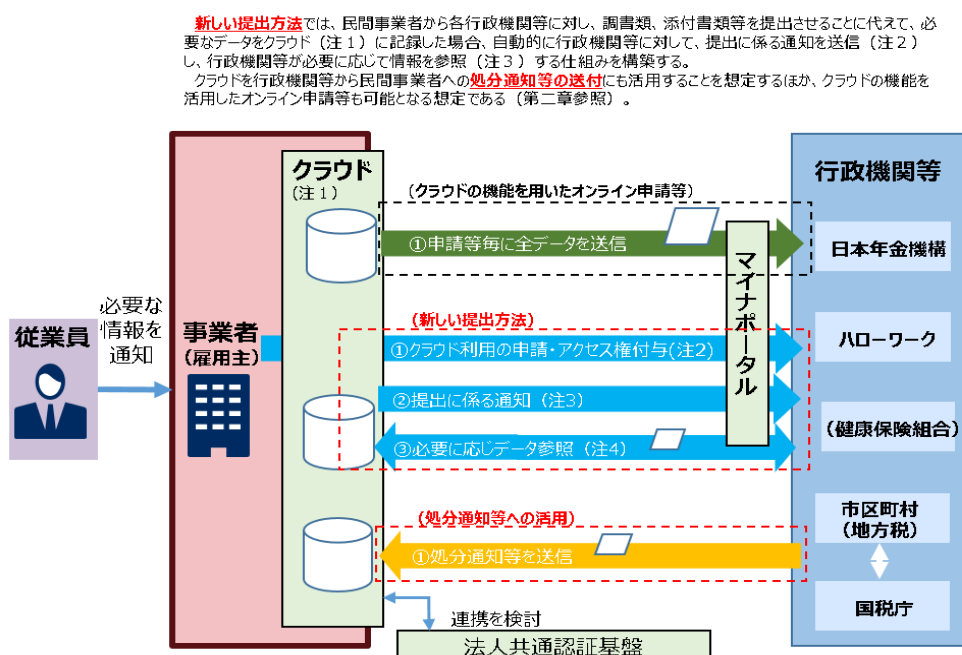 新しい提出方法では、民間事業者から各行政機関等に対し、調書類、添付書類等を提出させることに代えて、必
要なデータをクラウド（注１）に記録した場合、自動的に行政機関等に対して、提出に係る通知を送信（注２）
し、行政機関等が必要に応じて情報を参照（注３）する仕組みを構築する。
クラウドを行政機関等から民間事業者への処分通知等の送付にも活用することを想定するほか、クラウドの機能を
活用したオンライン申請等も可能となる想定である（第二章参照）。
クラウド
（注１）
行政機関等
（クラウドの機能を用いたオンライン申請等）
①申請等毎に全データを送信
マイナポータル
日本年金機構
必要な
情報を
通知
従業員
事業者
（雇用主）
（新しい提出方法）
①クラウド利用の申請・アクセス権付与(注2)
ハローワーク
②提出に係る通知（注3）
③必要に応じデータ参照（注4）
（健康保険組合）
（処分通知等への活用）
①処分通知等を送信
市区町村
（地方税）
国税庁
連携を検討
法人共通認証基盤